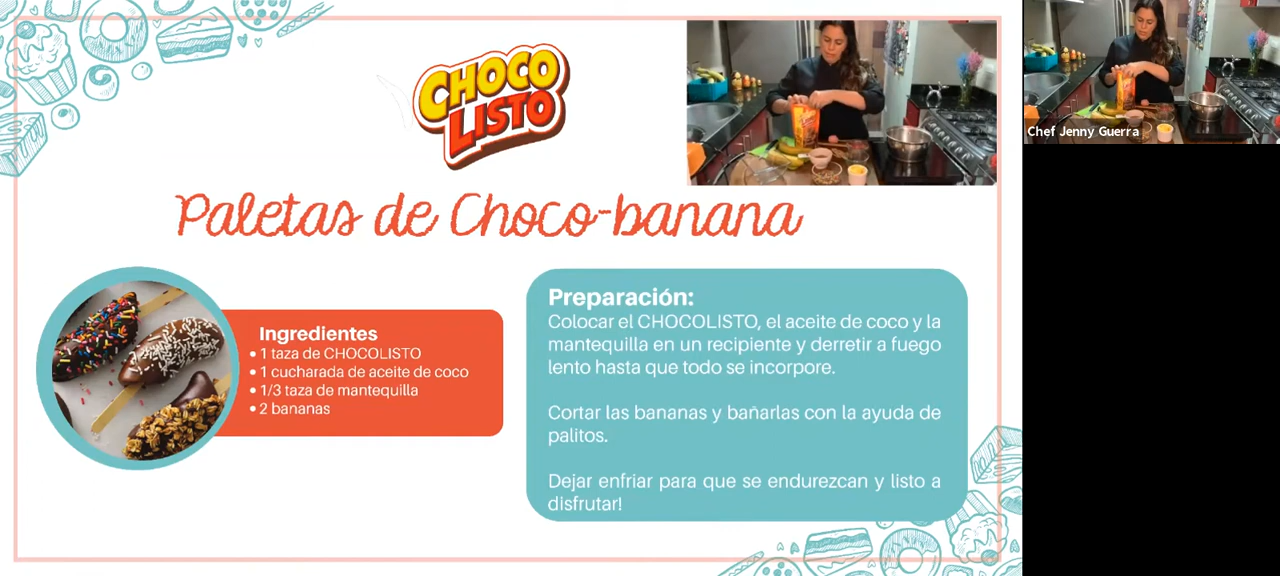 CHOCO
LISTO
Chef Jenny Guerra
Paletas de Choco-banana
Ingredientes
• 1 taza de CHOCOLISTO
• 1 cucharada de aceite de coco
• 1/3 taza de mantequilla
• 2 bananas
Preparación:
Colocar el CHOCOLISTO, el aceite de coco y la
mantequilla en un recipiente y derretir a fuego
lento hasta que todo se incorpore.
Cortar las bananas y bañarlas con la ayuda de
palitos.
Dejar enfriar para que se endurezcan y listo a
disfrutar!